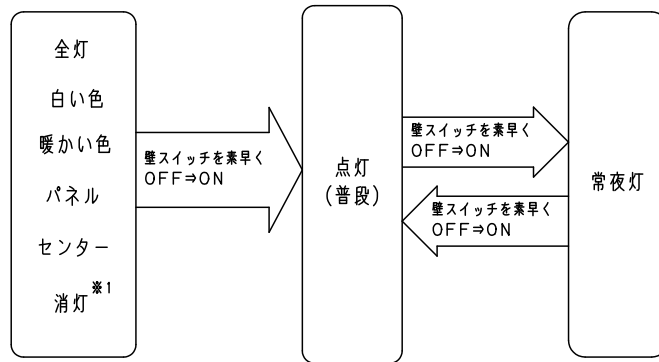 全灯
白い色
暖かい色
パネル
センター
消灯※1
壁スイッチを素早く
OFF⇒ON
点灯
(普段)
壁スイッチを素早く
OFF⇒ON
壁スイッチを素早く
OFF⇒ON
常夜灯